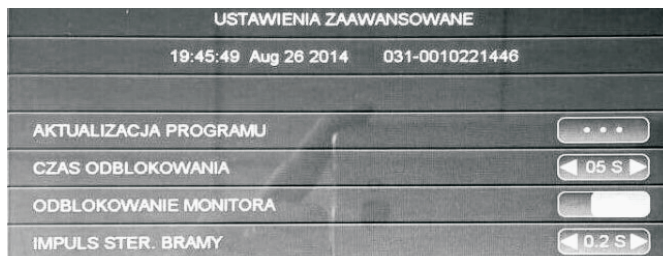 USTAWIENIA ZAAWANSOWANE
19:45:49 Aug 26 2014 031-0010221446
AKTUALIZACJA PROGRAMU ...
CZAS ODBLOKOWANIA 05 S
ODBLOKOWANIE MONITORA
IMPULS STER. BRAMY 0.2 S